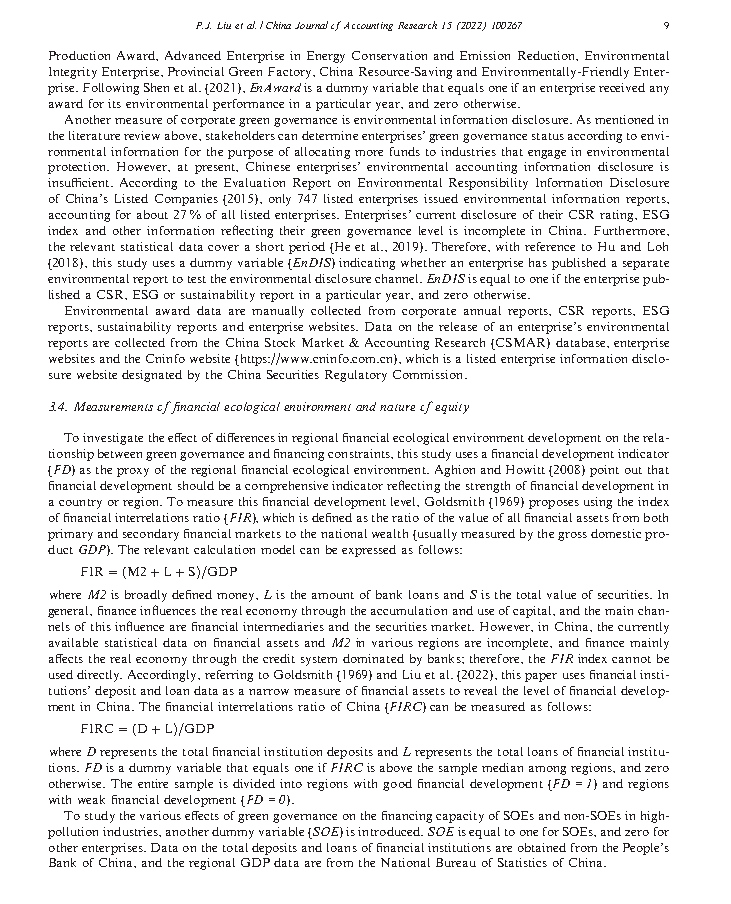 P.J. Liu et al. / China Journal of Accounting Research 15 (2022) 100267
9
Production Award, Advanced Enterprise in Energy Conservation and Emission Reduction, Environmental
Integrity Enterprise, Provincial Green Factory, China Resource-Saving and Environmentally-Friendly Enter-
prise. Following Shen et al. (2021), EnAward is a dummy variable that equals one if an enterprise received any
award for its environmental performance in a particular year, and zero otherwise.
Another measure of corporate green governance is environmental information disclosure. As mentioned in
the literature review above, stakeholders can determine enterprises' green governance status according to envi-
ronmental information for the purpose of allocating more funds to industries that engage in environmental
protection. However, at present, Chinese enterprises' environmental accounting information disclosure is
insufficient. According to the Evaluation Report on Environmental Responsibility Information Disclosure
of China's Listed Companies (2015), only 747 listed enterprises issued environmental information reports,
accounting for about 27 % of all listed enterprises. Enterprises' current disclosure of their CSR rating, ESG
index and other information reflecting their green governance level is incomplete in China. Furthermore,
the relevant statistical data cover a short period (He et al., 2019). Therefore, with reference to Hu and Loh
(2018), this study uses a dummy variable (EnDIS) indicating whether an enterprise has published a separate
environmental report to test the environmental disclosure channel. EnDIS is equal to one if the enterprise pub-
lished a CSR, ESG or sustainability report in a particular year, and zero otherwise.
Environmental award data are manually collected from corporate annual reports, CSR reports, ESG
reports, sustainability reports and enterprise websites. Data on the release of an enterprise's environmental
reports are collected from the China Stock Market & Accounting Research (CSMAR) database, enterprise
websites and the Cninfo website (https://www.cninfo.com.cn), which is a listed enterprise information disclo-
sure website designated by the China Securities Regulatory Commission.
3.4. Measurements of financial ecological environment and nature of equity
To investigate the effect of differences in regional financial ecological environment development on the rela-
tionship between green governance and financing constraints, this study uses a financial development indicator
(FD) as the proxy of the regional financial ecological environment. Aghion and Howitt (2008) point out that
financial development should be a comprehensive indicator reflecting the strength of financial development in
a country or region. To measure this financial development level, Goldsmith (1969) proposes using the index
of financial interrelations ratio (FIR), which is defined as the ratio of the value of all financial assets from both
primary and secondary financial markets to the national wealth (usually measured by the gross domestic pro-
duct GDP). The relevant calculation model can be expressed as follows:
FIR = (M2 + L + S)/GDP
where M2 is broadly defined money, L is the amount of bank loans and S is the total value of securities. In
general, finance influences the real economy through the accumulation and use of capital, and the main chan-
nels of this influence are financial intermediaries and the securities market. However, in China, the currently
available statistical data on financial assets and M2 in various regions are incomplete, and finance mainly
affects the real economy through the credit system dominated by banks; therefore, the FIR index cannot be
used directly. Accordingly, referring to Goldsmith (1969) and Liu et al. (2022), this paper uses financial insti-
tutions' deposit and loan data as a narrow measure of financial assets to reveal the level of financial develop-
ment in China. The financial interrelations ratio of China (FIRC) can be measured as follows:
FIRC = (D + L)/GDP
where D represents the total financial institution deposits and L represents the total loans of financial institu-
tions. FD is a dummy variable that equals one if FIRC is above the sample median among regions, and zero
otherwise. The entire sample is divided into regions with good financial development (FD = 1) and regions
with weak financial development (FD = 0).
To study the various effects of green governance on the financing capacity of SOEs and non-SOEs in high-
pollution industries, another dummy variable (SOE) is introduced. SOE is equal to one for SOEs, and zero for
other enterprises. Data on the total deposits and loans of financial institutions are obtained from the People's
Bank of China, and the regional GDP data are from the National Bureau of Statistics of China.